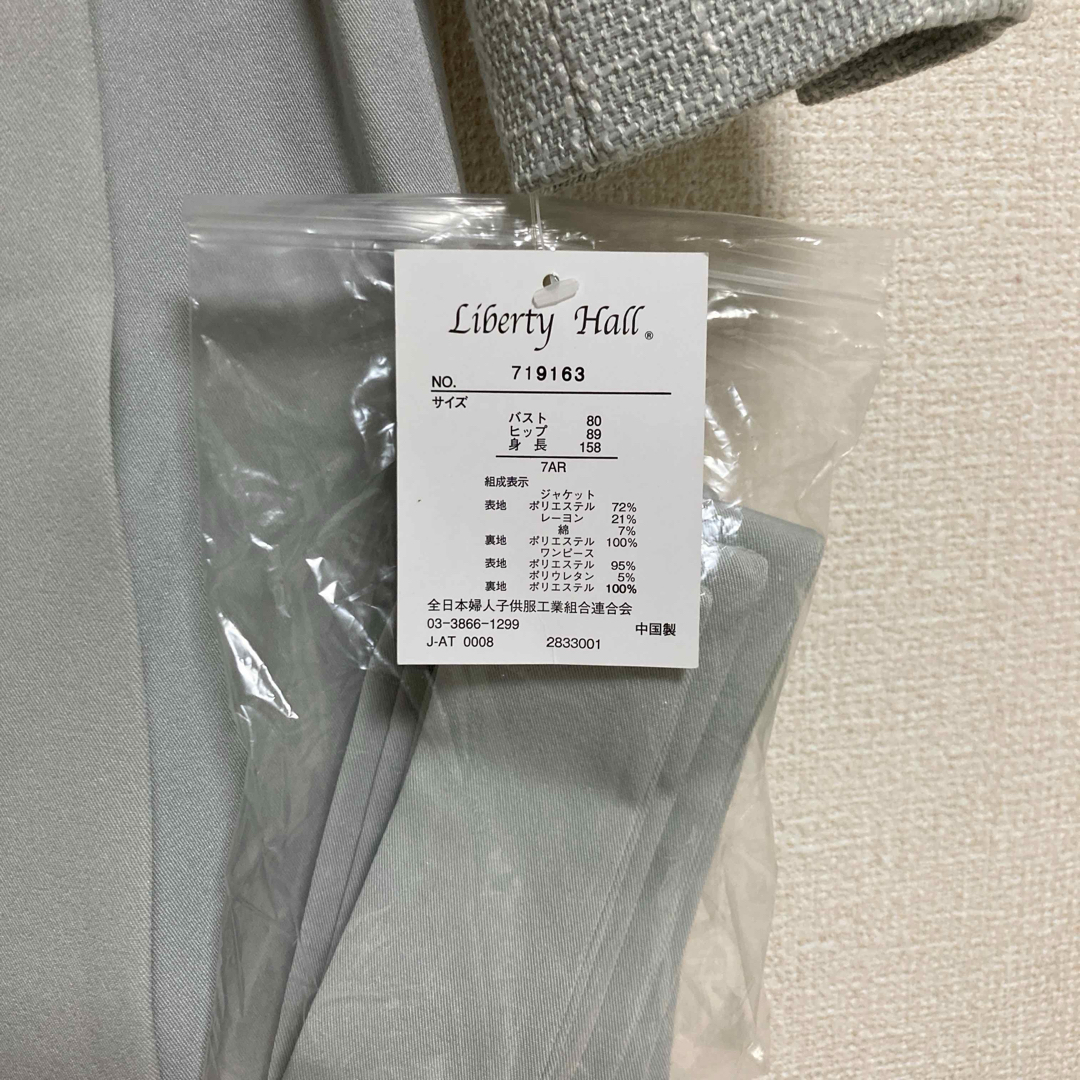 Liberty Hall ®
NO. 719163
サイズ
バスト 80
ヒップ 89
身長 158
7AR
組成表示
ジャケット
表地 ポリエステル 72%
レーヨン 21%
綿 7%
裏地 ポリエステル 100%
ワンピース
表地 ポリエステル 95%
ポリウレタン 5%
裏地 ポリエステル 100%
全日本婦人子供服工業組合連合会
03-3866-1299 中国製
J-AT 0008 2833001